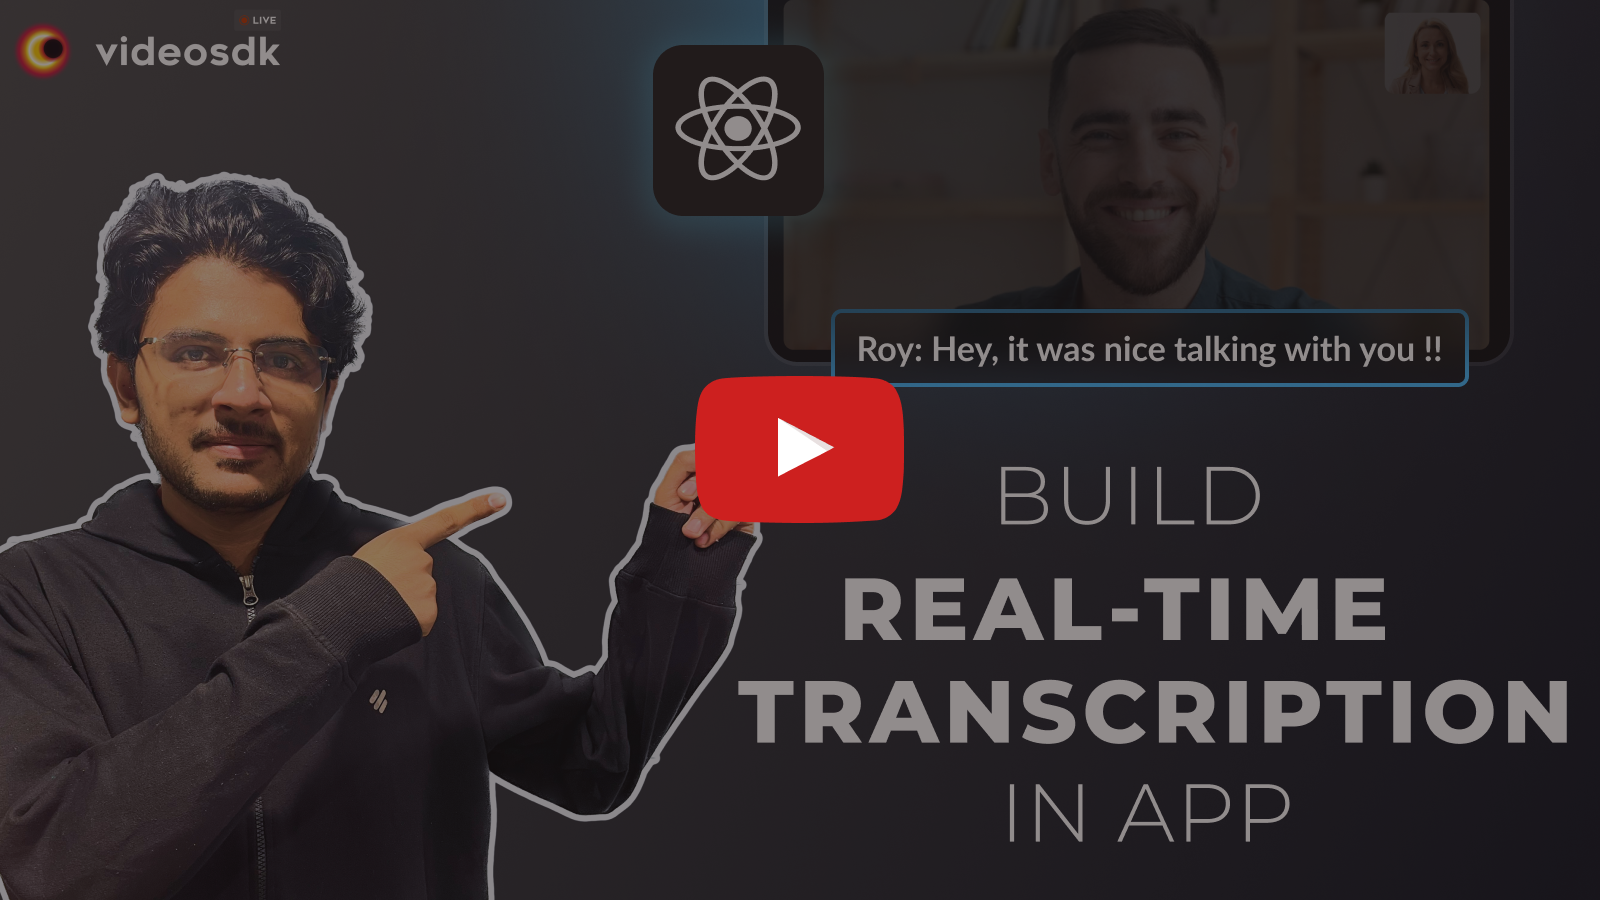 LIVE
videosdk
Roy: Hey, it was nice talking with you !!
BUILD
REAL-TIME
TRANSCRIPTION
IN APP